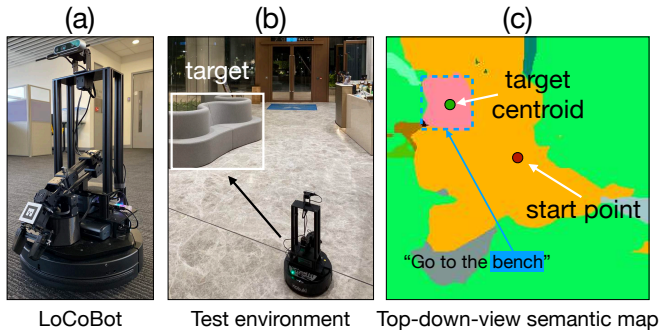 (a)
(b)
(c)
target
target
centroid
start point
“Go to the bench”
LoCoBot
Test environment
Top-down-view semantic map